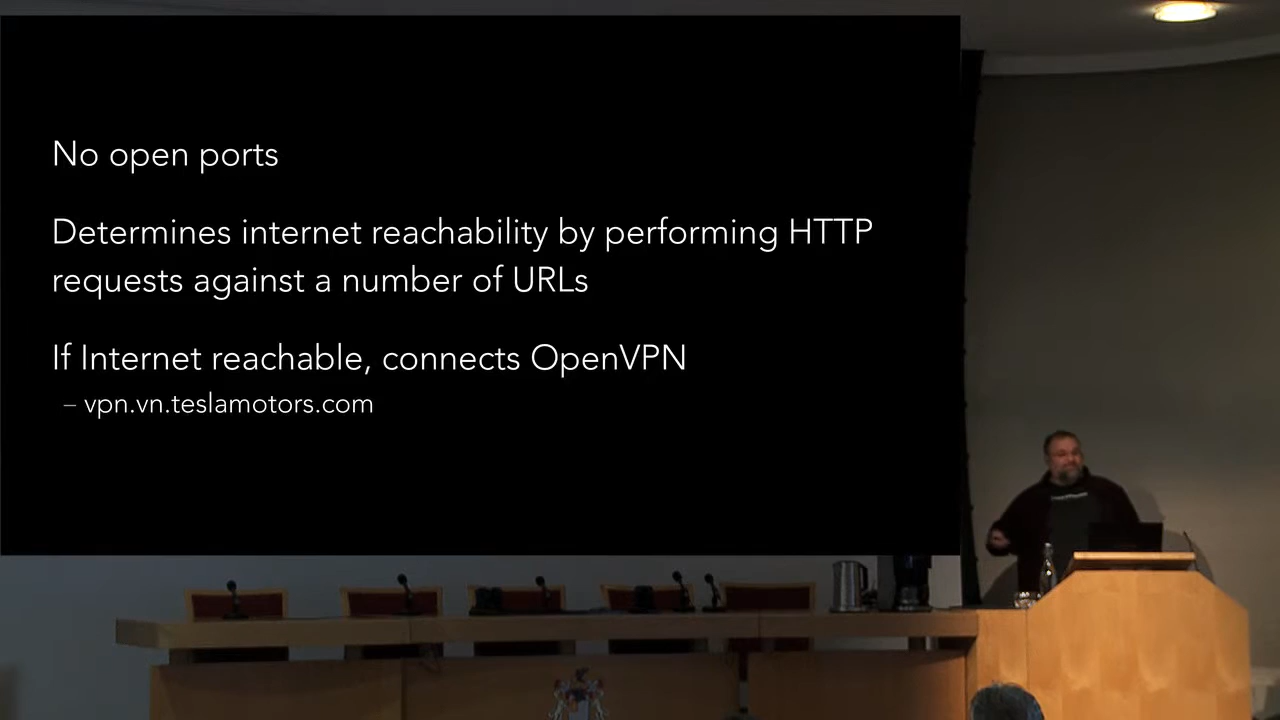 No open ports
Determines internet reachability by performing HTTP
requests against a number of URLs
If Internet reachable, connects OpenVPN
– vpn.vn.teslamotors.com